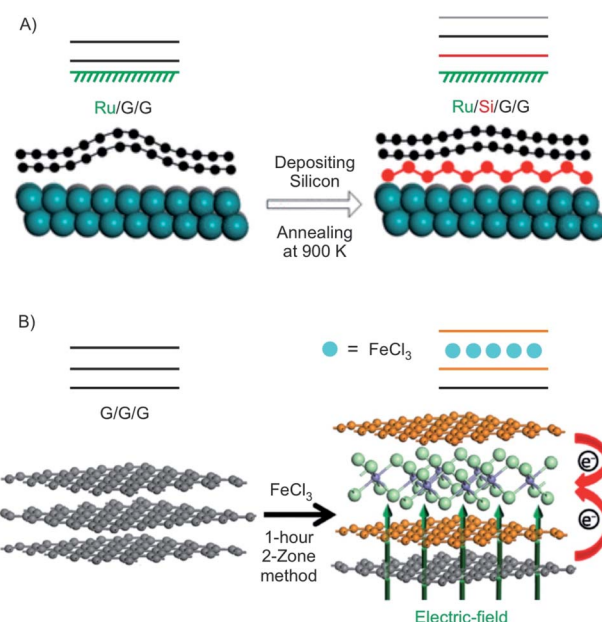 A)
Ru/G/G
Ru/Si/G/G
Depositing
Silicon
Annealing
at 900 K
B)
= FeCl₃
G/G/G
FeCl₃
1-hour
2-Zone
method
e⁻
e⁻
Electric-field